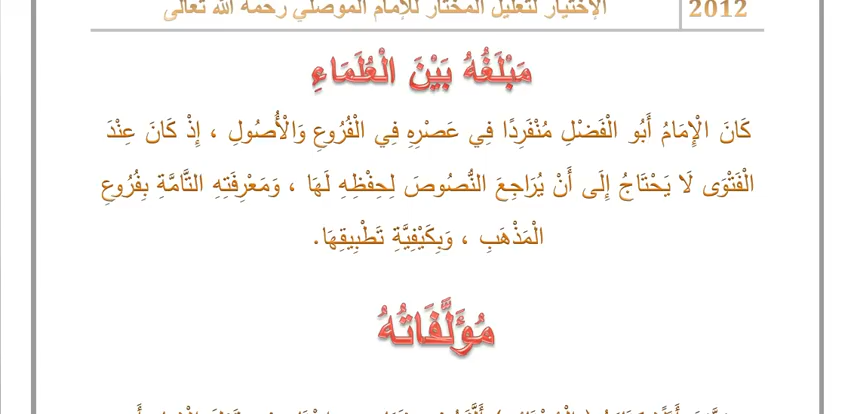 الإختيار لتعليل المختار للإمام الموصلي رحمه الله تعالى
2012
مَبْلَغُهُ بَيْنَ الْعُلَمَاءِ
كَانَ الْإِمَامُ أَبُو الْفَضْلِ مُنْفَرِدًا فِي عَصْرِهِ فِي الْفُرُوعِ وَالْأُصُولِ ، إِذْ كَانَ عِنْدَ
الْفَتْوَى لَا يَحْتَاجُ إِلَى أَنْ يُرَاجِعَ النُّصُوصَ لِحِفْظِهِ لَهَا ، وَمَعْرِفَتِهِ التَّامَّةِ بِفُرُوعِ
الْمَذْهَبِ ، وَبِكَيْفِيَّةِ تَطْبِيقِهَا.
مُؤَلَّفَاتُهُ